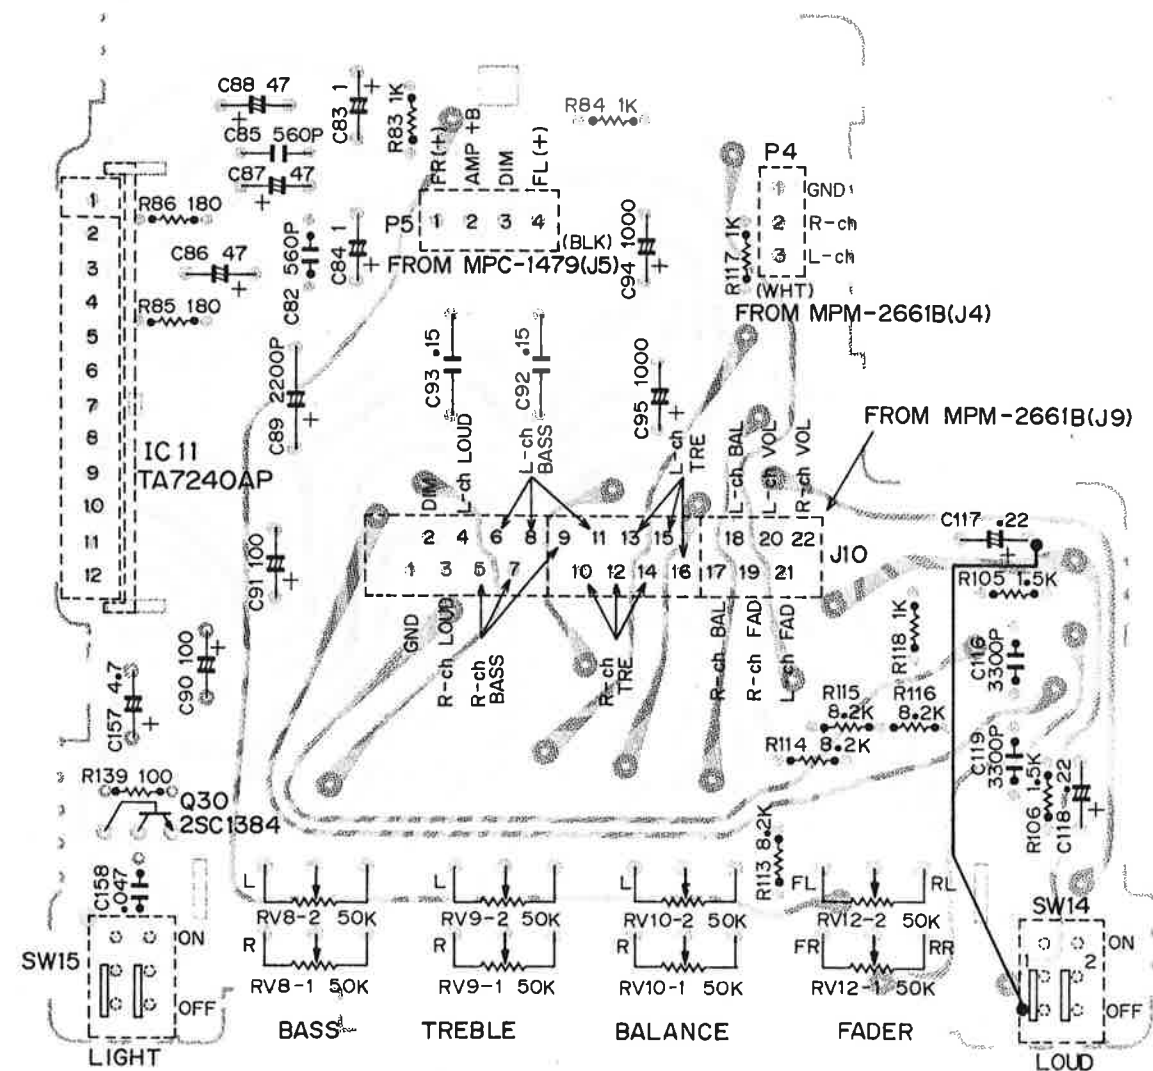 C88 47
C83 1
R83 1K
R84 1K
C85 560P
C87 47
FR(+)
AMP +B
DIM
FL(+)
P4
1 GND
2 R-ch
3 L-ch
(WHT)
FROM MPM-2661B(J4)
R117 1K
R86 180
C86 47
C82 560P
C84 1
P5
1 2 3 4
(BLK)
FROM MPC-1479(J5)
C94 1000
R85 180
1
2
3
4
5
6
7
8
9
10
11
12
IC11
TA7240AP
C89 2200P
C93 .15
C92 .15
C95 1000
FROM MPM-2661B(J9)
DIM
L-ch LOUD
L-ch
BASS
L-ch
TRE
L-ch BAL
L-ch VOL
R-ch VOL
2 4 6 8 9 11 13 15 18 20 22
J10
1 3 5 7 10 12 14 16 17 19 21
GND
R-ch LOUD
R-ch
BASS
R-ch
TRE
R-ch BAL
R-ch FAD
L-ch FAD
C91 100
C90 100
C157 4.7
C117 .22
R105 1.5K
R118 1K
C116
3300P
R115
8.2K
R116
8.2K
R114 8.2K
C119
3300P
R106 1.5K
C118 .22
R139 100
Q30
2SC1384
R113 8.2K
C158
.047
L
RV8-2 50K
L
RV9-2 50K
L
RV10-2 50K
FL RL
RV12-2 50K
SW14
SW15
ON
OFF
R
RV8-1 50K
R
RV9-1 50K
R
RV10-1 50K
FR RR
RV12-1 50K
1 2
ON
OFF
LIGHT
BASS
TREBLE
BALANCE
FADER
LOUD